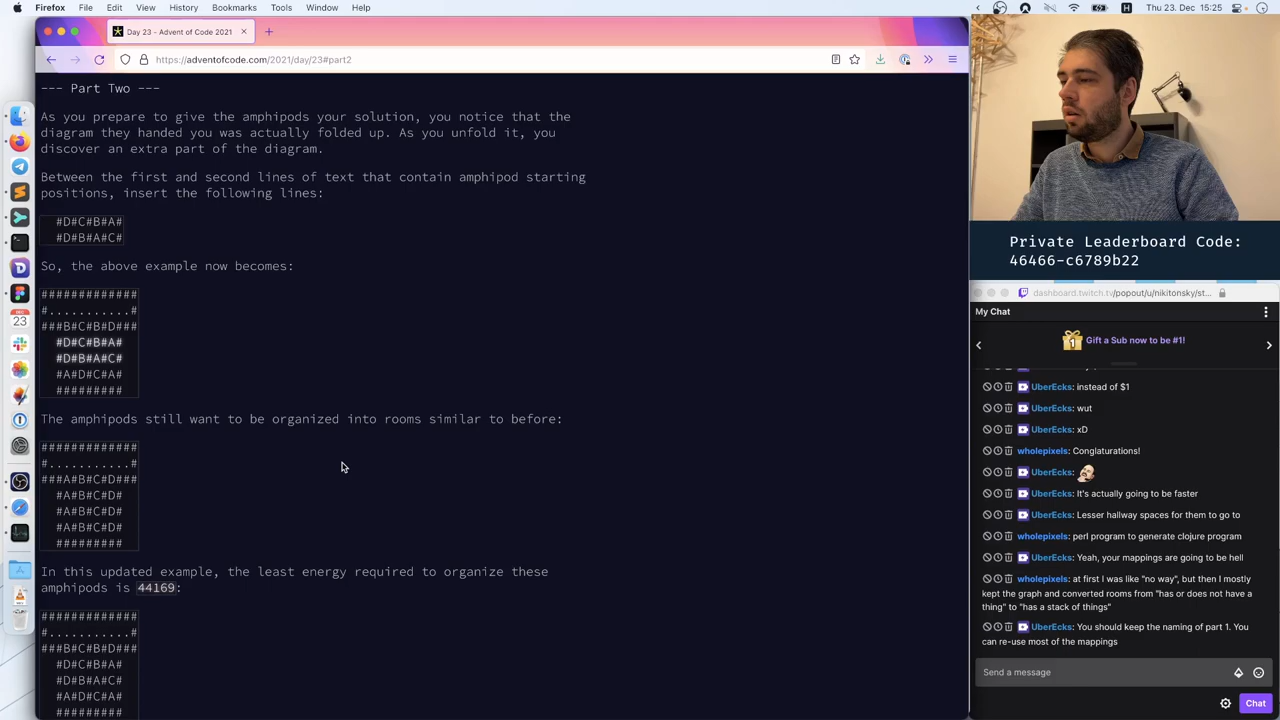 Firefox File Edit View History Bookmarks Tools Window Help
Thu 23. Dec 15:25
Day 23 - Advent of Code 2021
https://adventofcode.com/2021/day/23#part2
--- Part Two ---
As you prepare to give the amphipods your solution, you notice that the
diagram they handed you was actually folded up. As you unfold it, you
discover an extra part of the diagram.
Between the first and second lines of text that contain amphipod starting
positions, insert the following lines:
#D#C#B#A#
#D#B#A#C#
So, the above example now becomes:
#############
#...........#
###B#C#B#D###
#D#C#B#A#
#D#B#A#C#
#A#D#C#A#
#########
The amphipods still want to be organized into rooms similar to before:
#############
#...........#
###A#B#C#D###
#A#B#C#D#
#A#B#C#D#
#A#B#C#D#
#########
In this updated example, the least energy required to organize these
amphipods is 44169:
#############
#...........#
###B#C#B#D###
#D#C#B#A#
#D#B#A#C#
#A#D#C#A#
#########
DEC
23
Private Leaderboard Code:
46466-c6789b22
dashboard.twitch.tv/popout/u/nikitonsky/st...
My Chat
1 Gift a Sub now to be #1!
UberEcks: instead of $1
UberEcks: wut
UberEcks: xD
wholepixels: Conglaturations!
UberEcks:
UberEcks: It's actually going to be faster
UberEcks: Lesser hallway spaces for them to go to
wholepixels: perl program to generate clojure program
UberEcks: Yeah, your mappings are going to be hell
wholepixels: at first I was like "no way", but then I mostly
kept the graph and converted rooms from "has or does not have a
thing" to "has a stack of things"
UberEcks: You should keep the naming of part 1. You
can re-use most of the mappings
Send a message
Chat